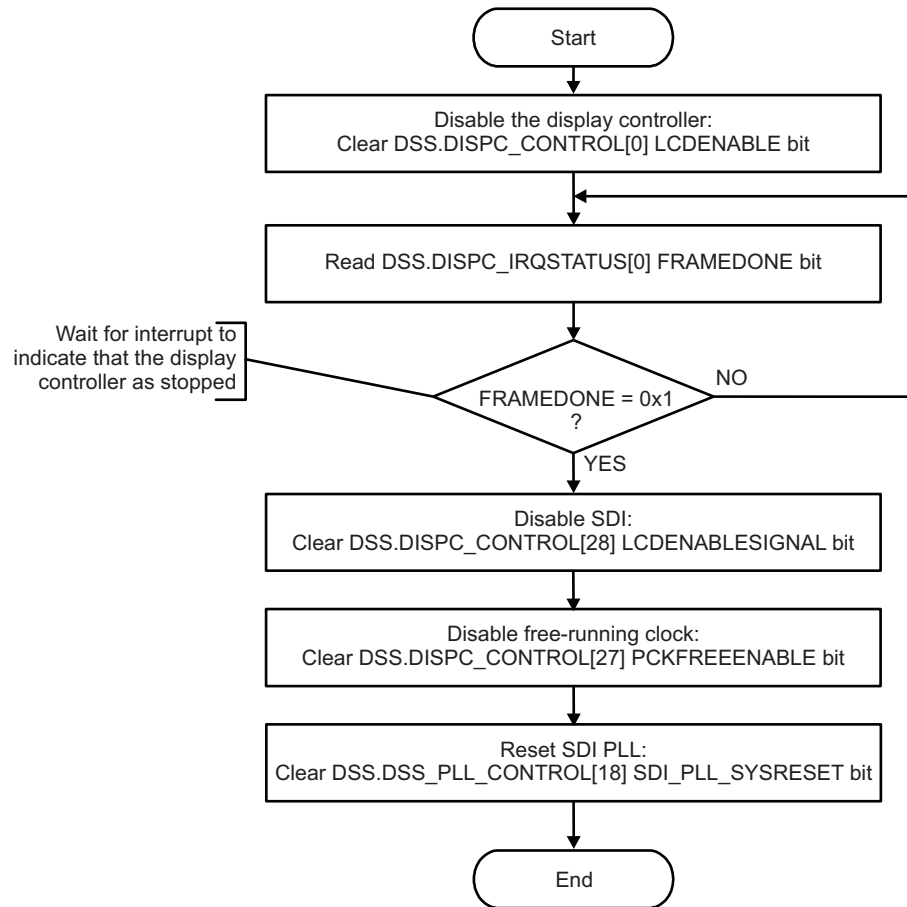 Start
Disable the display controller:
Clear DSS.DISPC_CONTROL[0] LCDENABLE bit
Read DSS.DISPC_IRQSTATUS[0] FRAMEDONE bit
Wait for interrupt to
indicate that the display
controller as stopped
FRAMEDONE = 0x1
?
NO
YES
Disable SDI:
Clear DSS.DISPC_CONTROL[28] LCDENABLESIGNAL bit
Disable free-running clock:
Clear DSS.DISPC_CONTROL[27] PCKFREEENABLE bit
Reset SDI PLL:
Clear DSS.DSS_PLL_CONTROL[18] SDI_PLL_SYSRESET bit
End